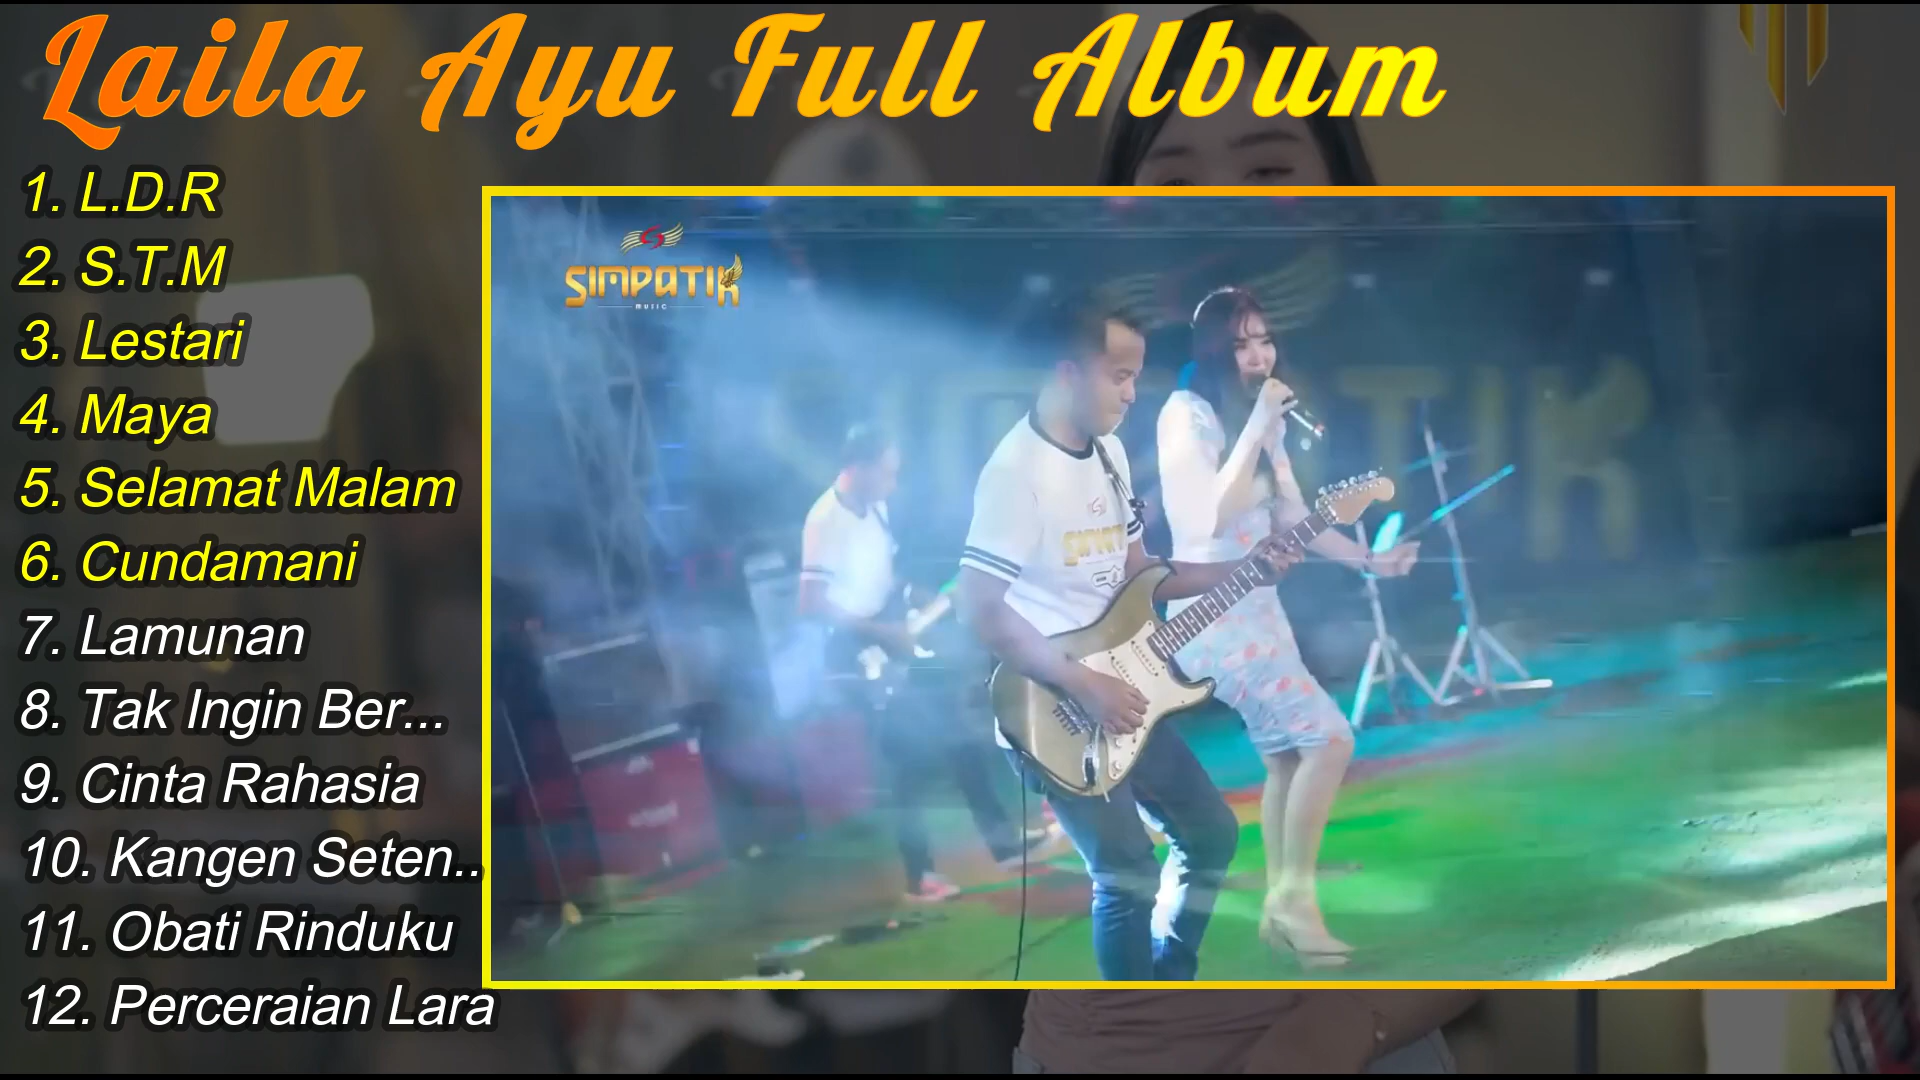 Laila Ayu Full Album
1. L.D.R
2. S.T.M
3. Lestari
4. Maya
5. Selamat Malam
6. Cundamani
7. Lamunan
8. Tak Ingin Ber...
9. Cinta Rahasia
10. Kangen Seten..
11. Obati Rinduku
12. Perceraian Lara
SIMPATIK
MUSIC